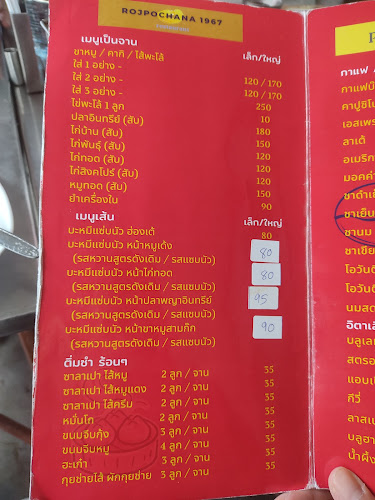 ROJPOCHANA 1967
เมนูเป็นจาน
ขาหมู / คากิ / ไส้พะโล้ เล็ก/ใหญ่
ใส่ 1 อย่าง -
ใส่ 2 อย่าง - 120 / 170
ใส่ 3 อย่าง - 120 / 170
ไข่พะโล้ 1 ลูก 250
ปลาอินทรีย์ (สับ) 10
ไก่บ้าน (สับ) 180
ไก่พันธุ์ (สับ) 150
ไก่ทอด (สับ) 120
ไก่สิงคโปร์ (สับ) 120
หมูทอด (สับ) 150
ยำเครื่องใน 90
เมนูเส้น เล็ก/ใหญ่
บะหมี่แซ่บนัว ฮ่องเต้ 80
บะหมี่แซ่บนัว หน้าหมูเด้ง 80
(รสหวานสูตรดังเดิม / รสแซบนัว)
บะหมี่แซ่บนัว หน้าไก่ทอด 80
(รสหวานสูตรดังเดิม / รสแซบนัว)
บะหมี่แซ่บนัว หน้าปลาพญาอินทรีย์ 95
(รสหวานสูตรดังเดิม / รสแซบนัว)
บะหมี่แซ่บนัว หน้าขาหมูสามก๊ก 90
(รสหวานสูตรดังเดิม / รสแซบนัว)
ติ่มซำ ร้อนๆ
ซาลาเปา ไส้หมู 2 ลูก / จาน 35
ซาลาเปา ไส้หมูแดง 2 ลูก / จาน 35
ซาลาเปา ไส้ครีม 2 ลูก / จาน 35
หมั่นโถ 2 ลูก / จาน 35
ขนมจีบกุ้ง 3 ลูก / จาน 35
ขนมจีบหมู 4 ลูก / จาน 35
ฮะเก๋า 3 ลูก / จาน 35
กุยช่ายไส้ ผักกุยช่าย 3 ลูก / จาน 35
กาแฟ /
คาปูชิโ
เอสเพร
ลาเต้
อเมริก
มอคค่า
ชาดำเ
ชาเย็น
ชานม
ชาเขีย
โอวัน
โอวัน
นมสด
อิตาเลี
บลูเล
สตรอ
แอบเ
กีวี่
ลาสเ
บลูฮา
น้ำผึ้ง